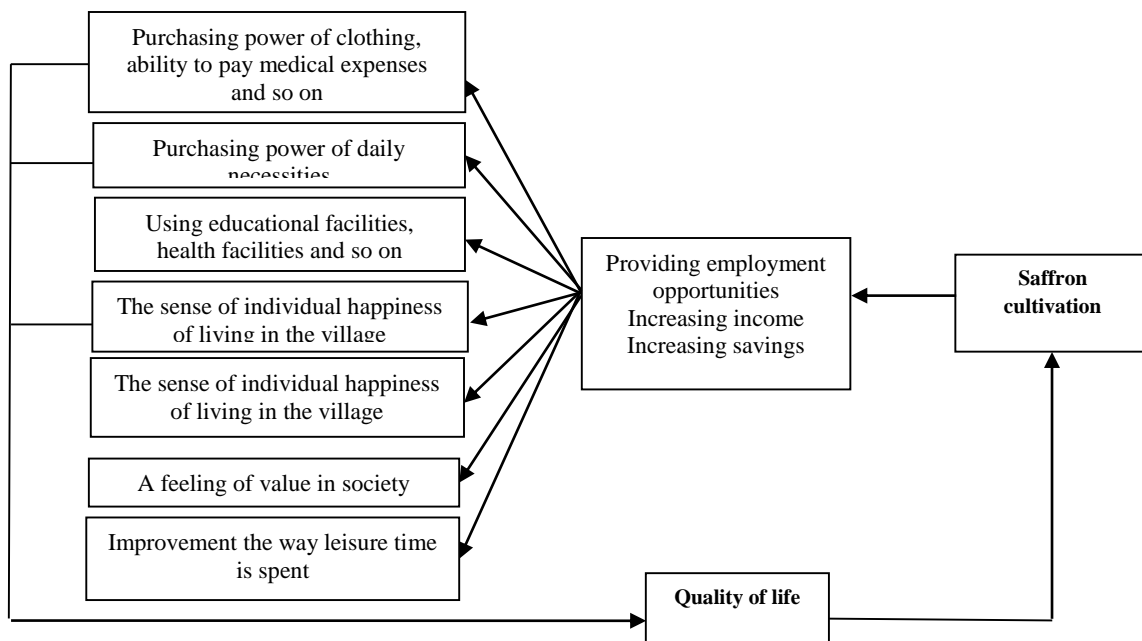 Purchasing power of clothing,
ability to pay medical expenses
and so on
Purchasing power of daily
necessities
Using educational facilities,
health facilities and so on
The sense of individual happiness
of living in the village
The sense of individual happiness
of living in the village
A feeling of value in society
Improvement the way leisure time
is spent
Providing employment
opportunities
Increasing income
Increasing savings
Saffron
cultivation
Quality of life